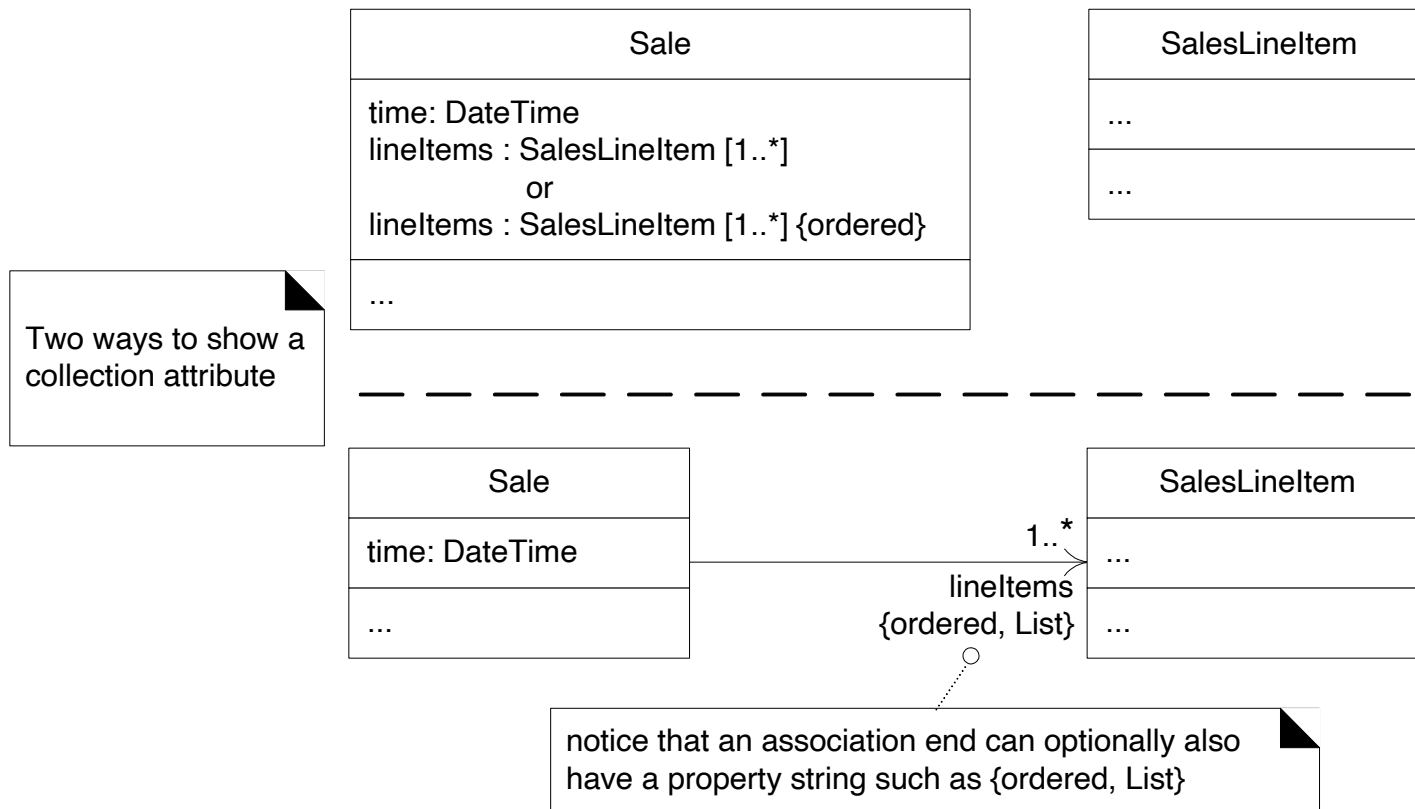 Sale
time: DateTime
lineItems : SalesLineItem [1..*]
or
lineItems : SalesLineItem [1..*] {ordered}
...
SalesLineItem
...
...
Two ways to show a
collection attribute
Sale
time: DateTime
...
1..*
lineItems
{ordered, List}
SalesLineItem
...
...
notice that an association end can optionally also
have a property string such as {ordered, List}